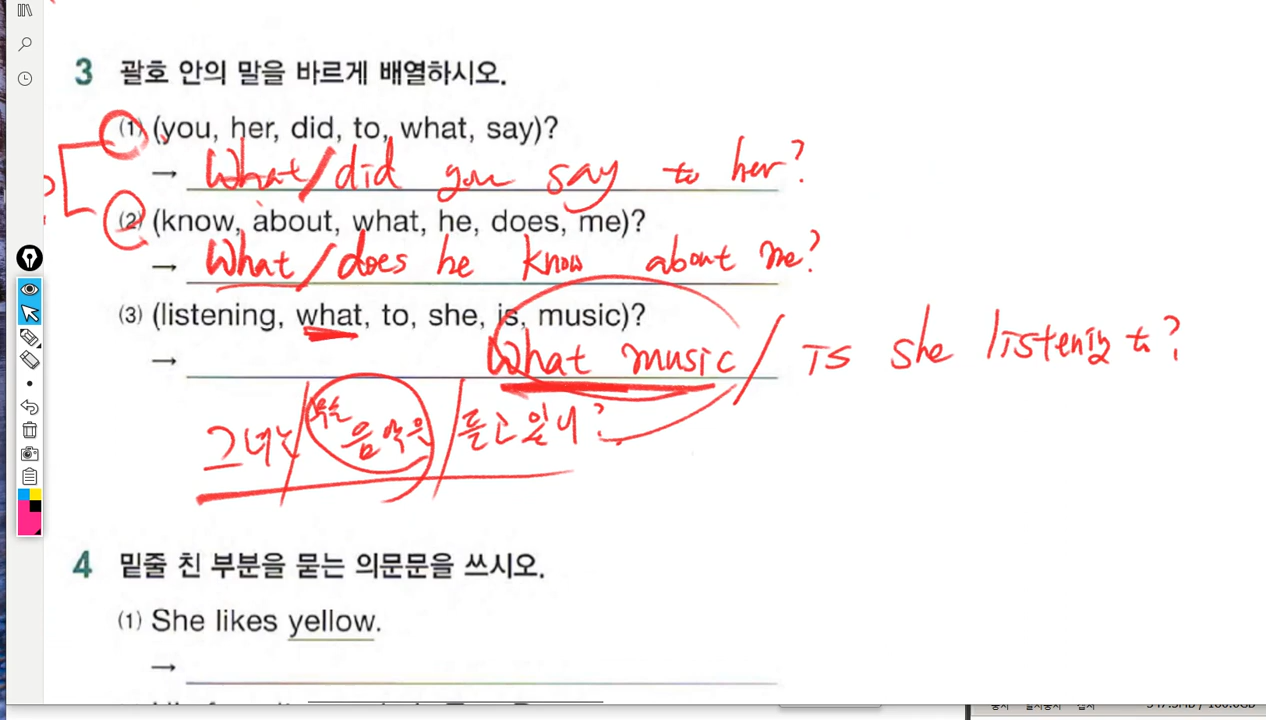 3 괄호 안의 말을 바르게 배열하시오.
(1) (you, her, did, to, what, say)?
→ What / did you say to her?
(2) (know, about, what, he, does, me)?
→ What / does he know about me?
(3) (listening, what, to, she, is, music)?
→ What music / is she listening to?
그녀는 / 무슨 음악을 / 듣고 있니?
4 밑줄 친 부분을 묻는 의문문을 쓰시오.
(1) She likes yellow.
→